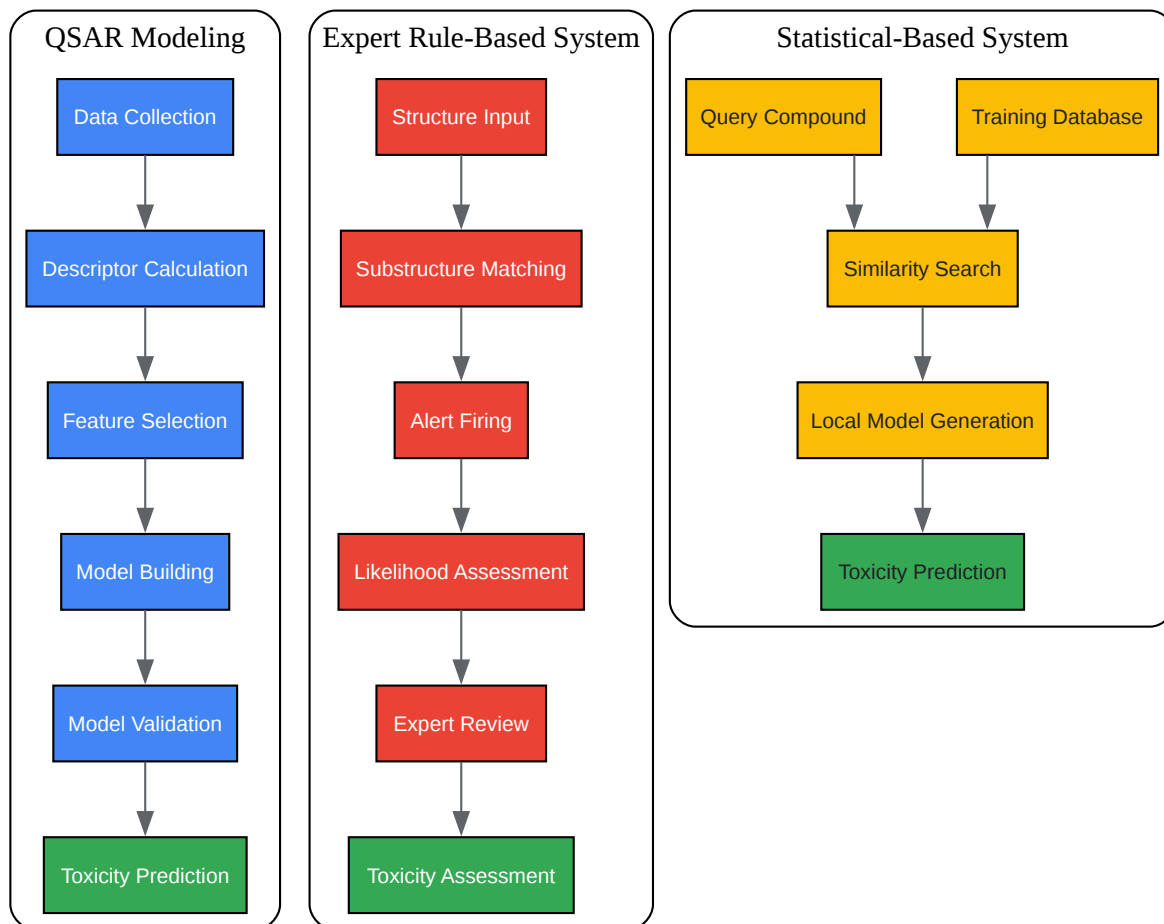 QSAR Modeling
Data Collection
Descriptor Calculation
Feature Selection
Model Building
Model Validation
Toxicity Prediction
Expert Rule-Based System
Structure Input
Substructure Matching
Alert Firing
Likelihood Assessment
Expert Review
Toxicity Assessment
Statistical-Based System
Query Compound
Training Database
Similarity Search
Local Model Generation
Toxicity Prediction